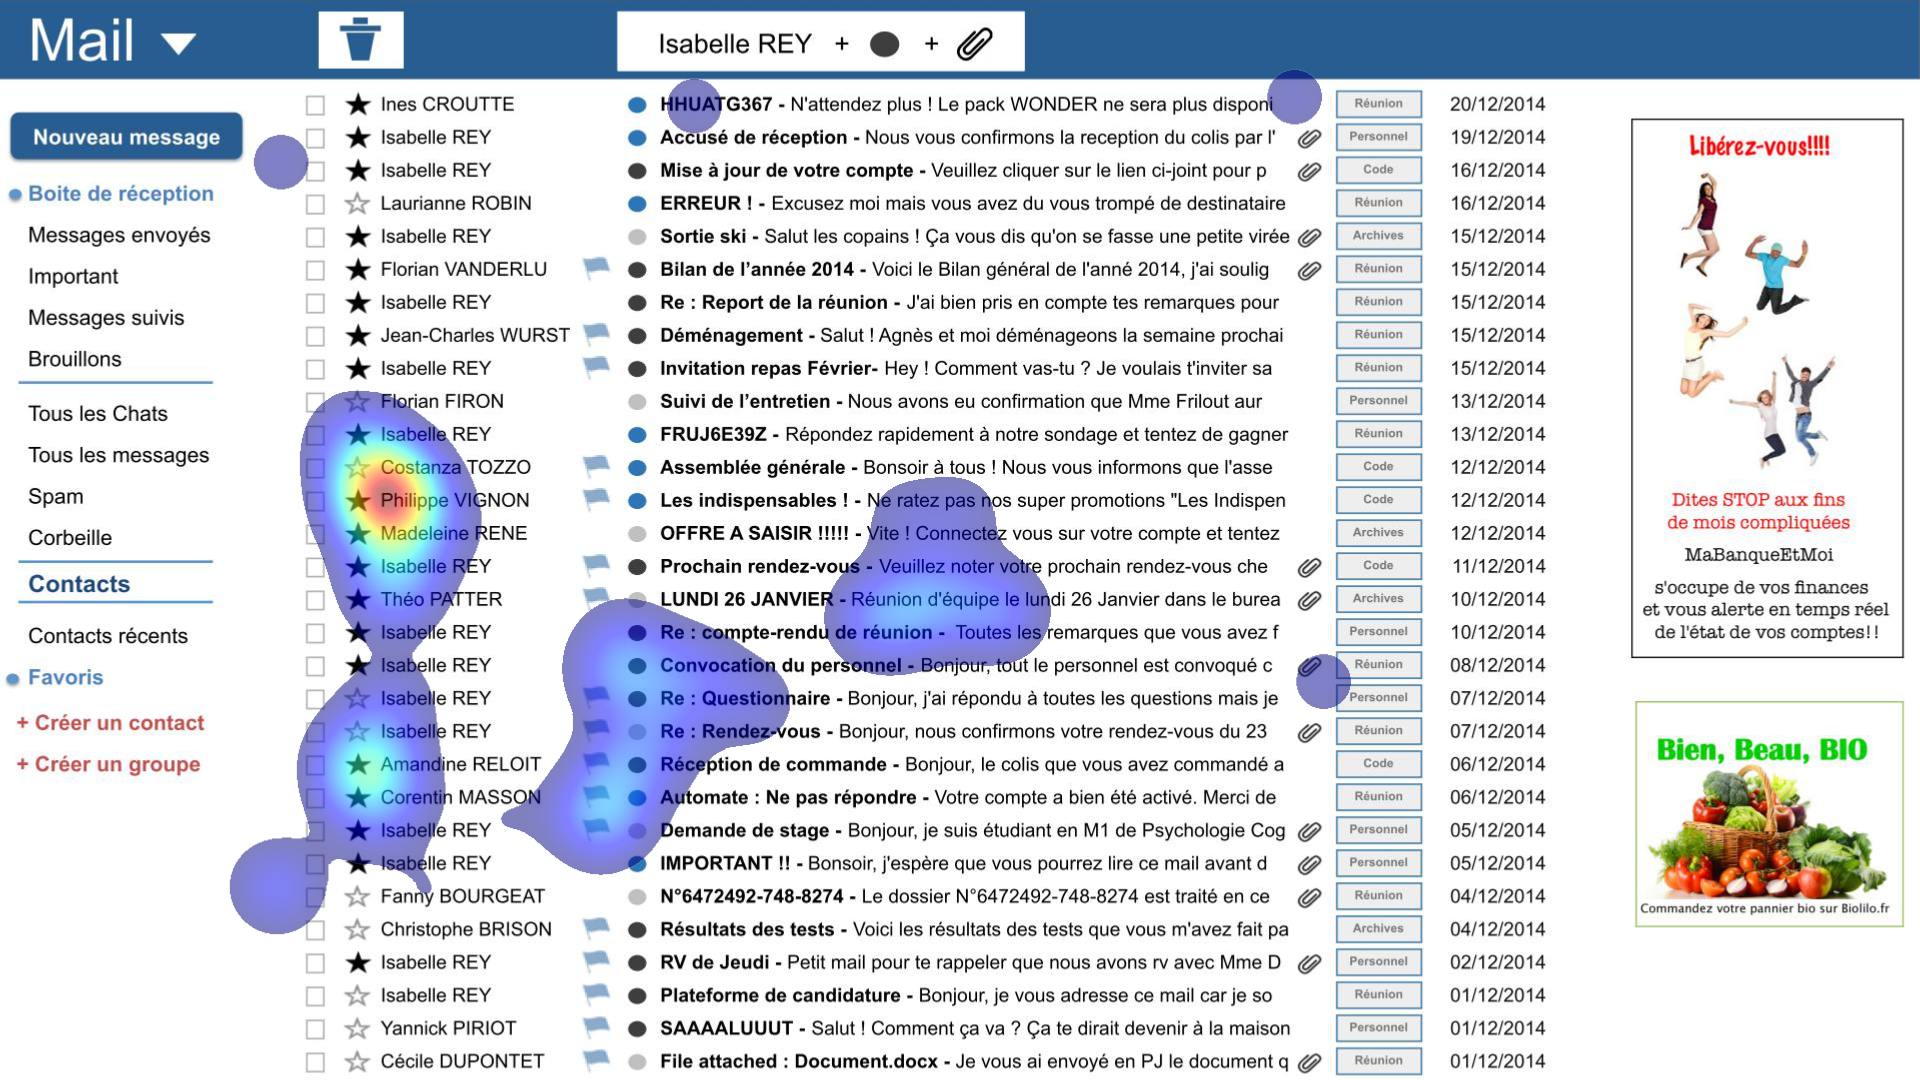 Mail
Isabelle REY + +
Nouveau message
Boite de réception
Messages envoyés
Important
Messages suivis
Brouillons
Tous les Chats
Tous les messages
Spam
Corbeille
Contacts
Contacts récents
Favoris
+ Créer un contact
+ Créer un groupe
Ines CROUTTE HHUATG367 - N'attendez plus ! Le pack WONDER ne sera plus disponi Réunion 20/12/2014
Isabelle REY Accusé de réception - Nous vous confirmons la reception du colis par l' Personnel 19/12/2014
Isabelle REY Mise à jour de votre compte - Veuillez cliquer sur le lien ci-joint pour p Code 16/12/2014
Laurianne ROBIN ERREUR ! - Excusez moi mais vous avez du vous trompé de destinataire Réunion 16/12/2014
Isabelle REY Sortie ski - Salut les copains ! Ça vous dis qu'on se fasse une petite virée Archives 15/12/2014
Florian VANDERLU Bilan de l'année 2014 - Voici le Bilan général de l'anné 2014, j'ai soulig Réunion 15/12/2014
Isabelle REY Re : Report de la réunion - J'ai bien pris en compte tes remarques pour Réunion 15/12/2014
Jean-Charles WURST Déménagement - Salut ! Agnès et moi déménageons la semaine prochai Réunion 15/12/2014
Isabelle REY Invitation repas Février- Hey ! Comment vas-tu ? Je voulais t'inviter sa Réunion 15/12/2014
Florian FIRON Suivi de l'entretien - Nous avons eu confirmation que Mme Frilout aur Personnel 13/12/2014
Isabelle REY FRUJ6E39Z - Répondez rapidement à notre sondage et tentez de gagner Réunion 13/12/2014
Costanza TOZZO Assemblée générale - Bonsoir à tous ! Nous vous informons que l'asse Code 12/12/2014
Philippe VIGNON Les indispensables ! - Ne ratez pas nos super promotions "Les Indispen Code 12/12/2014
Madeleine RENE OFFRE A SAISIR !!!!! - Vite ! Connectez vous sur votre compte et tentez Archives 12/12/2014
Isabelle REY Prochain rendez-vous - Veuillez noter votre prochain rendez-vous che Code 11/12/2014
Théo PATTER LUNDI 26 JANVIER - Réunion d'équipe le lundi 26 Janvier dans le burea Archives 10/12/2014
Isabelle REY Re : compte-rendu de réunion - Toutes les remarques que vous avez f Personnel 10/12/2014
Isabelle REY Convocation du personnel - Bonjour, tout le personnel est convoqué c Réunion 08/12/2014
Isabelle REY Re : Questionnaire - Bonjour, j'ai répondu à toutes les questions mais je Personnel 07/12/2014
Isabelle REY Re : Rendez-vous - Bonjour, nous confirmons votre rendez-vous du 23 Réunion 07/12/2014
Amandine RELOIT Réception de commande - Bonjour, le colis que vous avez commandé a Code 06/12/2014
Corentin MASSON Automate : Ne pas répondre - Votre compte a bien été activé. Merci de Réunion 06/12/2014
Isabelle REY Demande de stage - Bonjour, je suis étudiant en M1 de Psychologie Cog Personnel 05/12/2014
Isabelle REY IMPORTANT !! - Bonsoir, j'espère que vous pourrez lire ce mail avant d Personnel 05/12/2014
Fanny BOURGEAT N°6472492-748-8274 - Le dossier N°6472492-748-8274 est traité en ce Réunion 04/12/2014
Christophe BRISON Résultats des tests - Voici les résultats des tests que vous m'avez fait pa Archives 04/12/2014
Isabelle REY RV de Jeudi - Petit mail pour te rappeler que nous avons rv avec Mme D Personnel 02/12/2014
Isabelle REY Plateforme de candidature - Bonjour, je vous adresse ce mail car je so Réunion 01/12/2014
Yannick PIRIOT SAAAALUUUT - Salut ! Comment ça va ? Ça te dirait devenir à la maison Personnel 01/12/2014
Cécile DUPONTET File attached : Document.docx - Je vous ai envoyé en PJ le document q Réunion 01/12/2014
Libérez-vous!!!!
Dites STOP aux fins
de mois compliquées
MaBanqueEtMoi
s'occupe de vos finances
et vous alerte en temps réel
de l'état de vos comptes!!
Bien, Beau, BIO
Commandez votre pannier bio sur Biolilo.fr